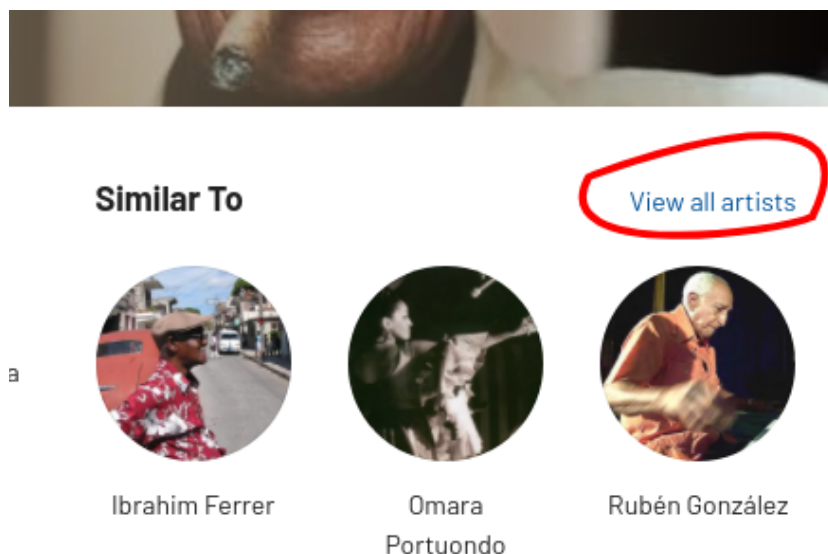 Similar To
View all artists
a
Ibrahim Ferrer
Omara
Portuondo
Rubén González